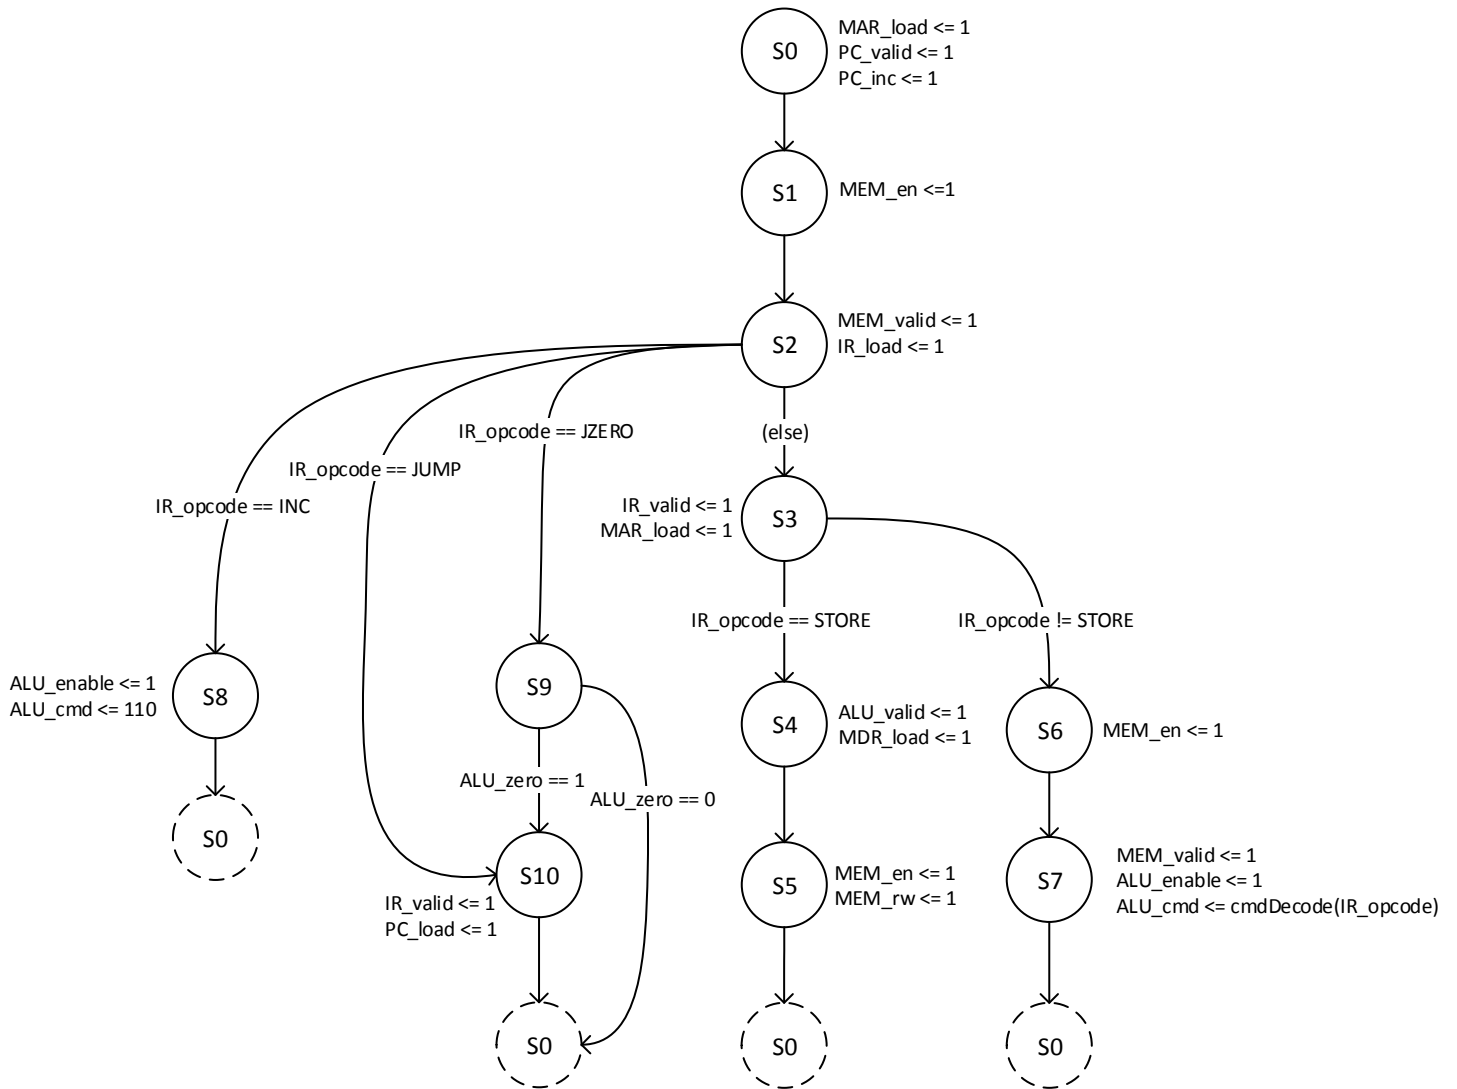 S0
MAR_load <= 1
PC_valid <= 1
PC_inc <= 1
S1
MEM_en <=1
S2
MEM_valid <= 1
IR_load <= 1
IR_opcode == JZERO
(else)
IR_opcode == JUMP
IR_opcode == INC
IR_valid <= 1
MAR_load <= 1
S3
IR_opcode == STORE
IR_opcode != STORE
ALU_enable <= 1
ALU_cmd <= 110
S8
S9
S4
ALU_valid <= 1
MDR_load <= 1
S6
MEM_en <= 1
ALU_zero == 1
ALU_zero == 0
S0
S10
IR_valid <= 1
PC_load <= 1
S5
MEM_en <= 1
MEM_rw <= 1
S7
MEM_valid <= 1
ALU_enable <= 1
ALU_cmd <= cmdDecode(IR_opcode)
S0
S0
S0